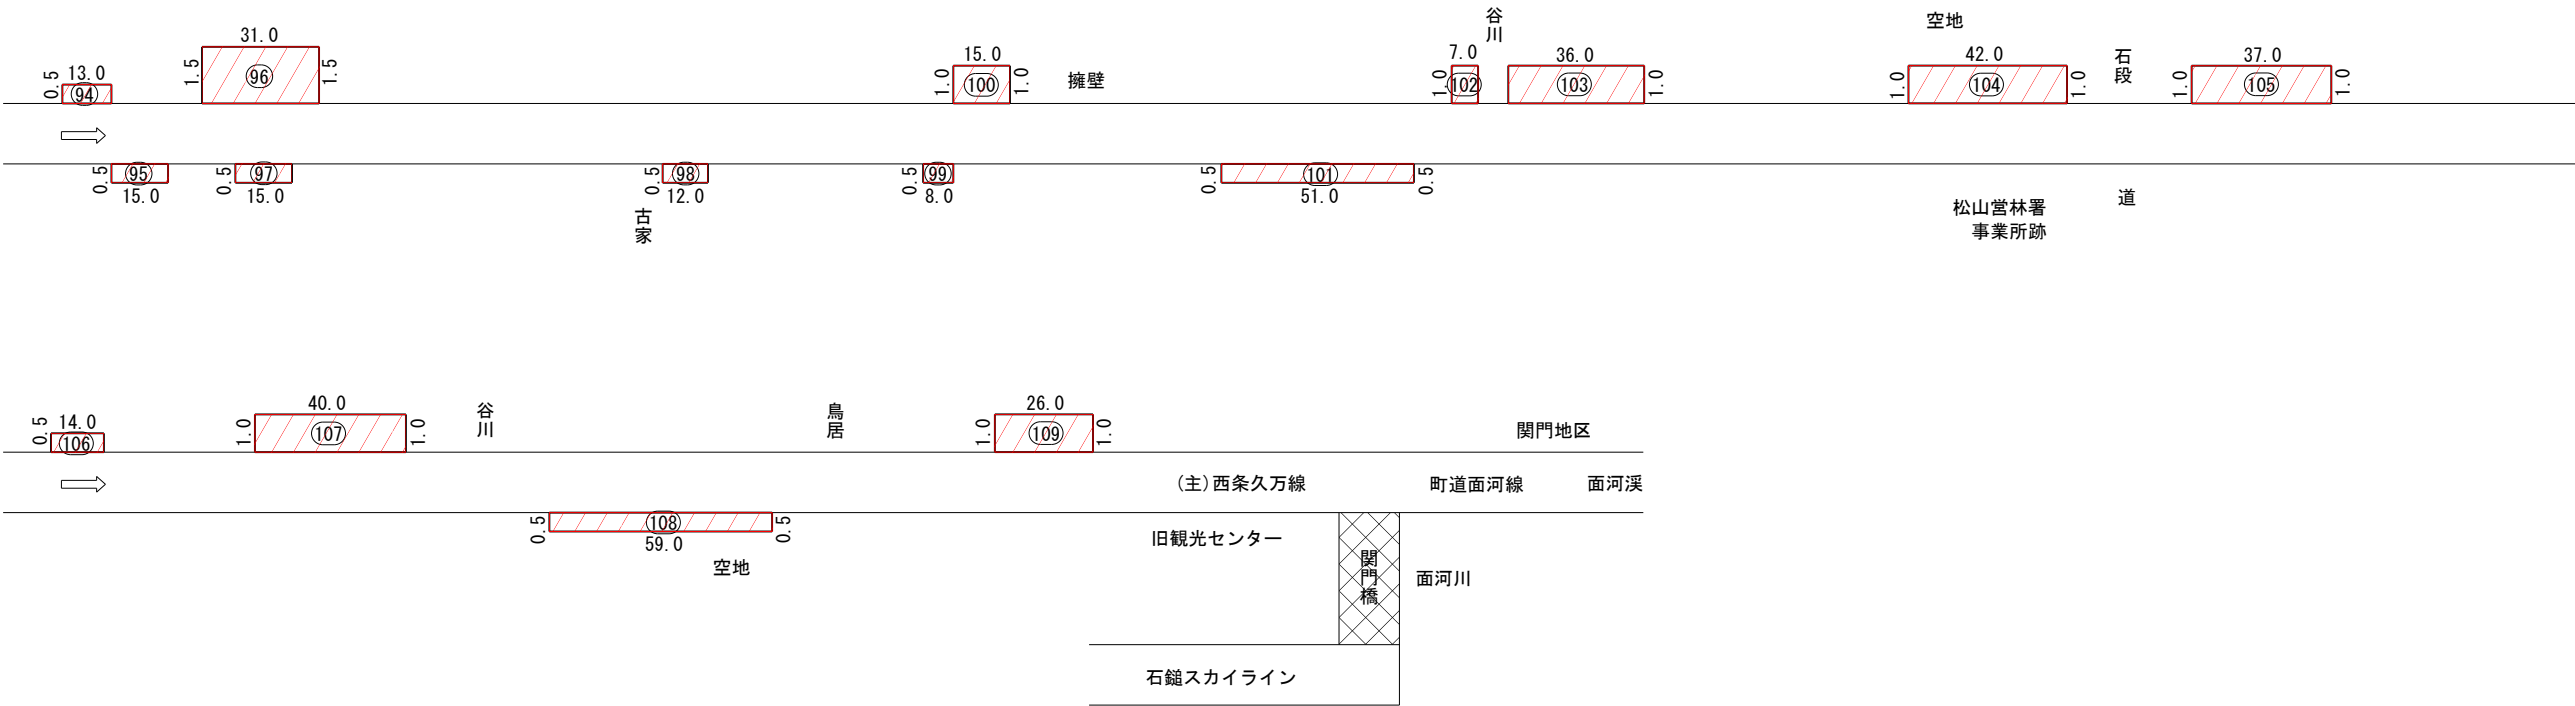 谷川
空地
31.0
1.5
96
1.5
0.5
13.0
94
15.0
1.0
100
1.0
擁壁
7.0
1.0
102
36.0
103
1.0
42.0
1.0
104
1.0
石段
37.0
1.0
105
1.0
0.5
95
15.0
0.5
97
15.0
0.5
98
12.0
古家
0.5
99
8.0
0.5
101
0.5
51.0
松山営林署
事業所跡
道
0.5
14.0
106
40.0
1.0
107
1.0
谷川
鳥居
26.0
1.0
109
1.0
関門地区
(主)西条久万線
町道面河線
面河渓
0.5
108
0.5
59.0
空地
旧観光センター
関門橋
面河川
石鎚スカイライン